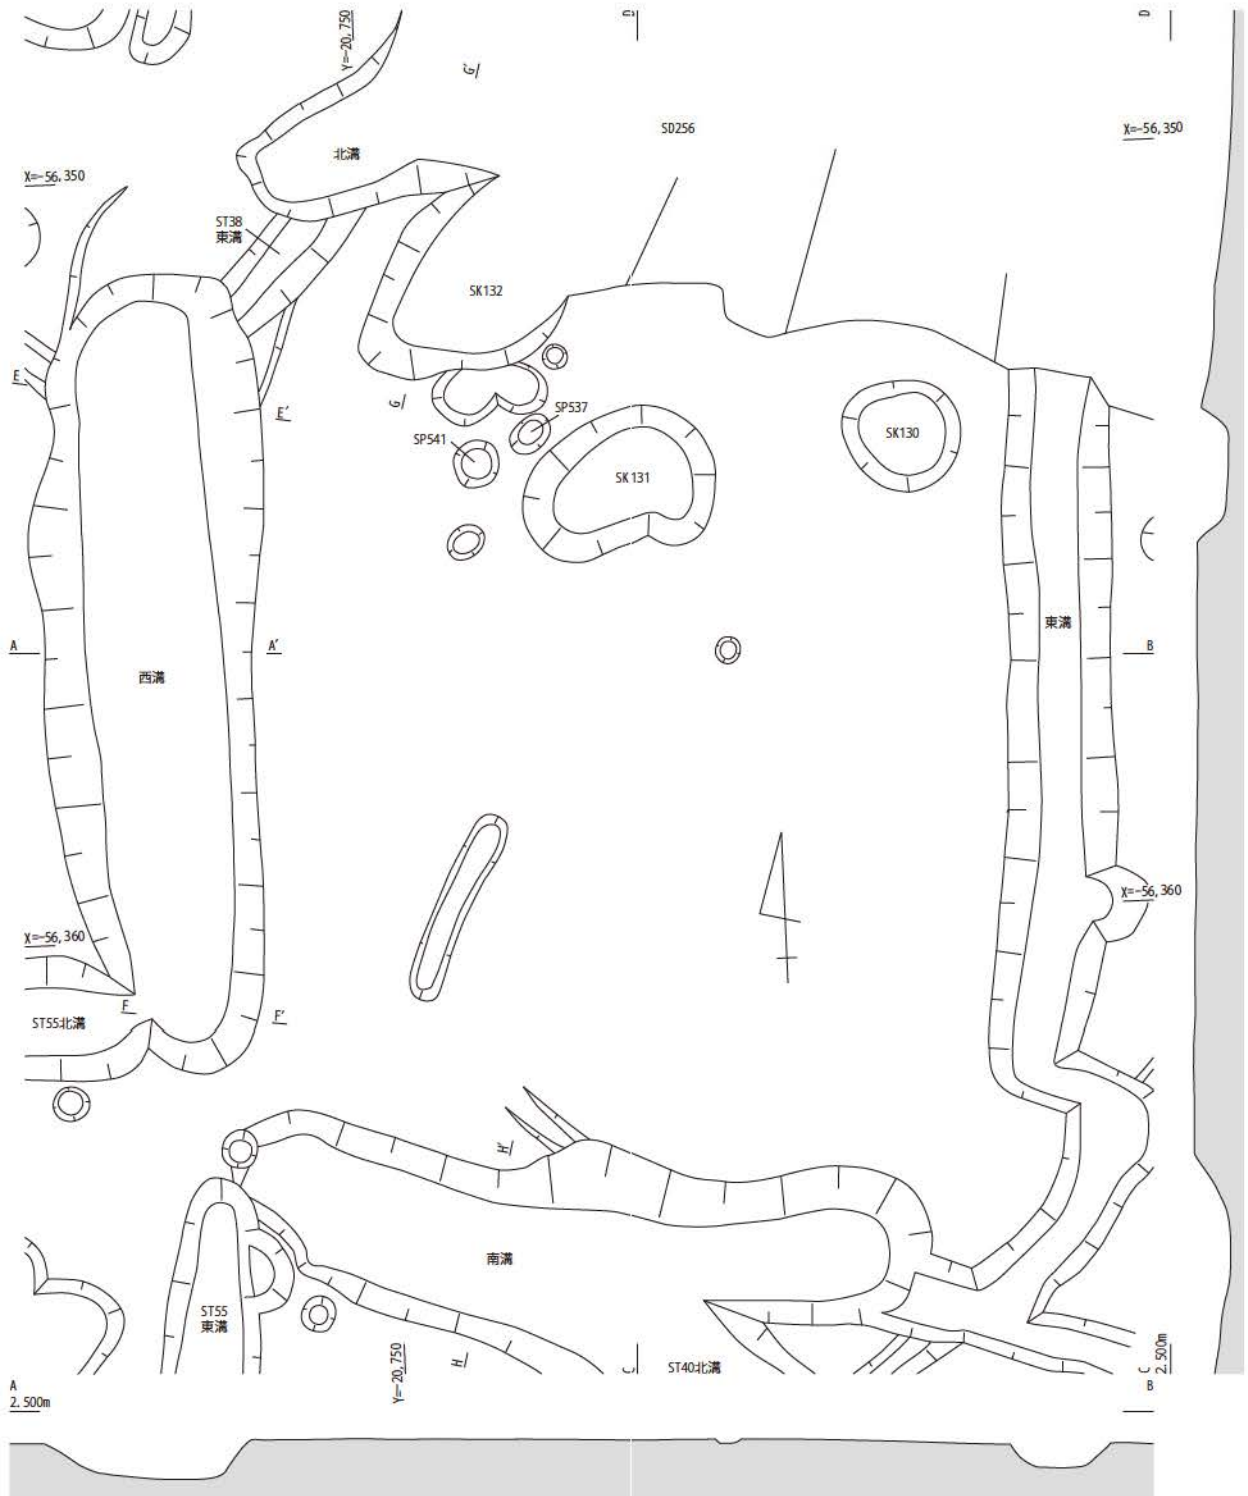 D
D
Y=-20,750
G'
SD256
X=-56,350
北溝
X=-56,350
ST38
東溝
SK132
E
E'
G
SP537
SP541
SK130
SK131
東溝
A
A'
B
西溝
X=-56,360
X=-56,360
F
F'
ST55北溝
H'
南溝
ST55
東溝
Y=-20,750
H
C
ST40北溝
C
2.500m
A
2.500m
B